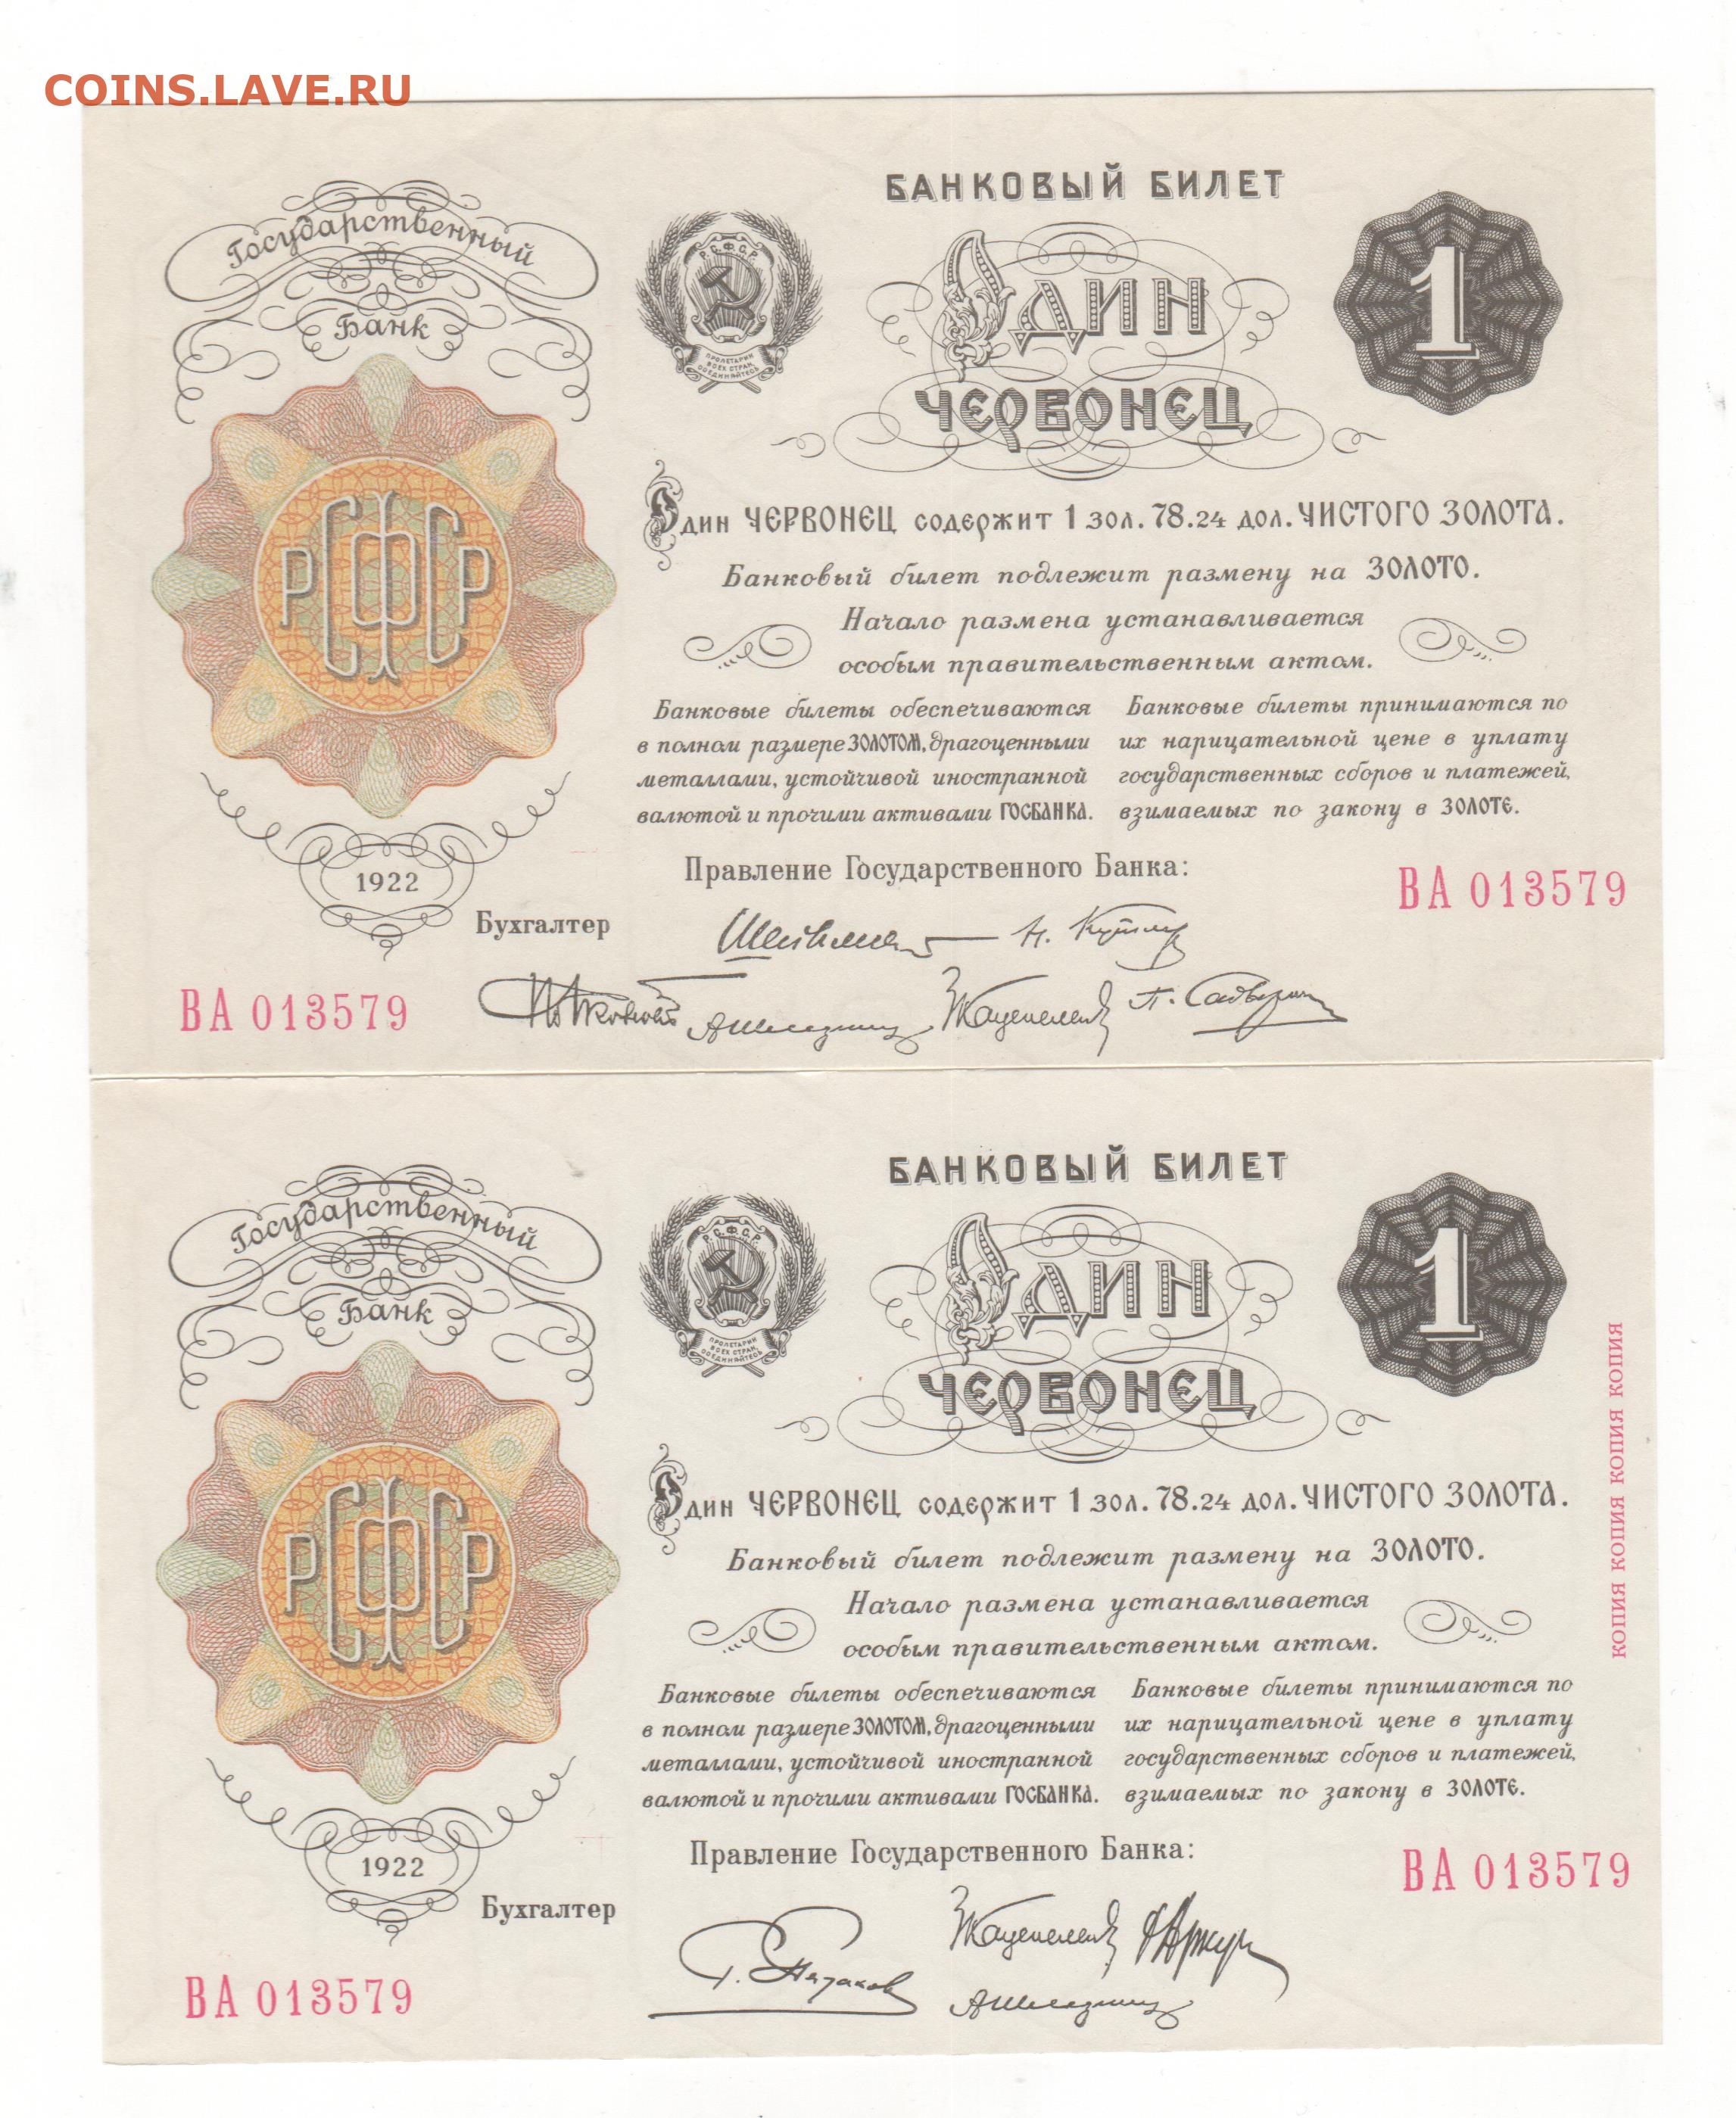 COINS.LAVE.RU
БАНКОВЫЙ БИЛЕТ
Государственный
Банк
Р.С.Ф.С.Р.
ПРОЛЕТАРИИ
ВСЕХ СТРАН,
СОЕДИНЯЙТЕСЬ
Один
ЧЕРВОНЕЦ
1
РСФСР
Один ЧЕРВОНЕЦ содержит 1 зол. 78.24 дол. ЧИСТОГО ЗОЛОТА.
Банковый билет подлежит размену на ЗОЛОТО.
Начало размена устанавливается
особым правительственным актом.
Банковые билеты обеспечиваются
в полном размере ЗОЛОТОМ, драгоценными
металлами, устойчивой иностранной
валютой и прочими активами ГОСБАНКА.
Банковые билеты принимаются по
их нарицательной цене в уплату
государственных сборов и платежей,
взимаемых по закону в ЗОЛОТЕ.
1922
Правление Государственного Банка:
ВА 013579
Бухгалтер
ВА 013579
БАНКОВЫЙ БИЛЕТ
Государственный
Банк
Р.С.Ф.С.Р.
ПРОЛЕТАРИИ
ВСЕХ СТРАН,
СОЕДИНЯЙТЕСЬ
Один
ЧЕРВОНЕЦ
1
РСФСР
Один ЧЕРВОНЕЦ содержит 1 зол. 78.24 дол. ЧИСТОГО ЗОЛОТА.
Банковый билет подлежит размену на ЗОЛОТО.
Начало размена устанавливается
особым правительственным актом.
копия копия копия копия копия
Банковые билеты обеспечиваются
в полном размере ЗОЛОТОМ, драгоценными
металлами, устойчивой иностранной
валютой и прочими активами ГОСБАНКА.
Банковые билеты принимаются по
их нарицательной цене в уплату
государственных сборов и платежей,
взимаемых по закону в ЗОЛОТЕ.
1922
Правление Государственного Банка:
ВА 013579
Бухгалтер
ВА 013579